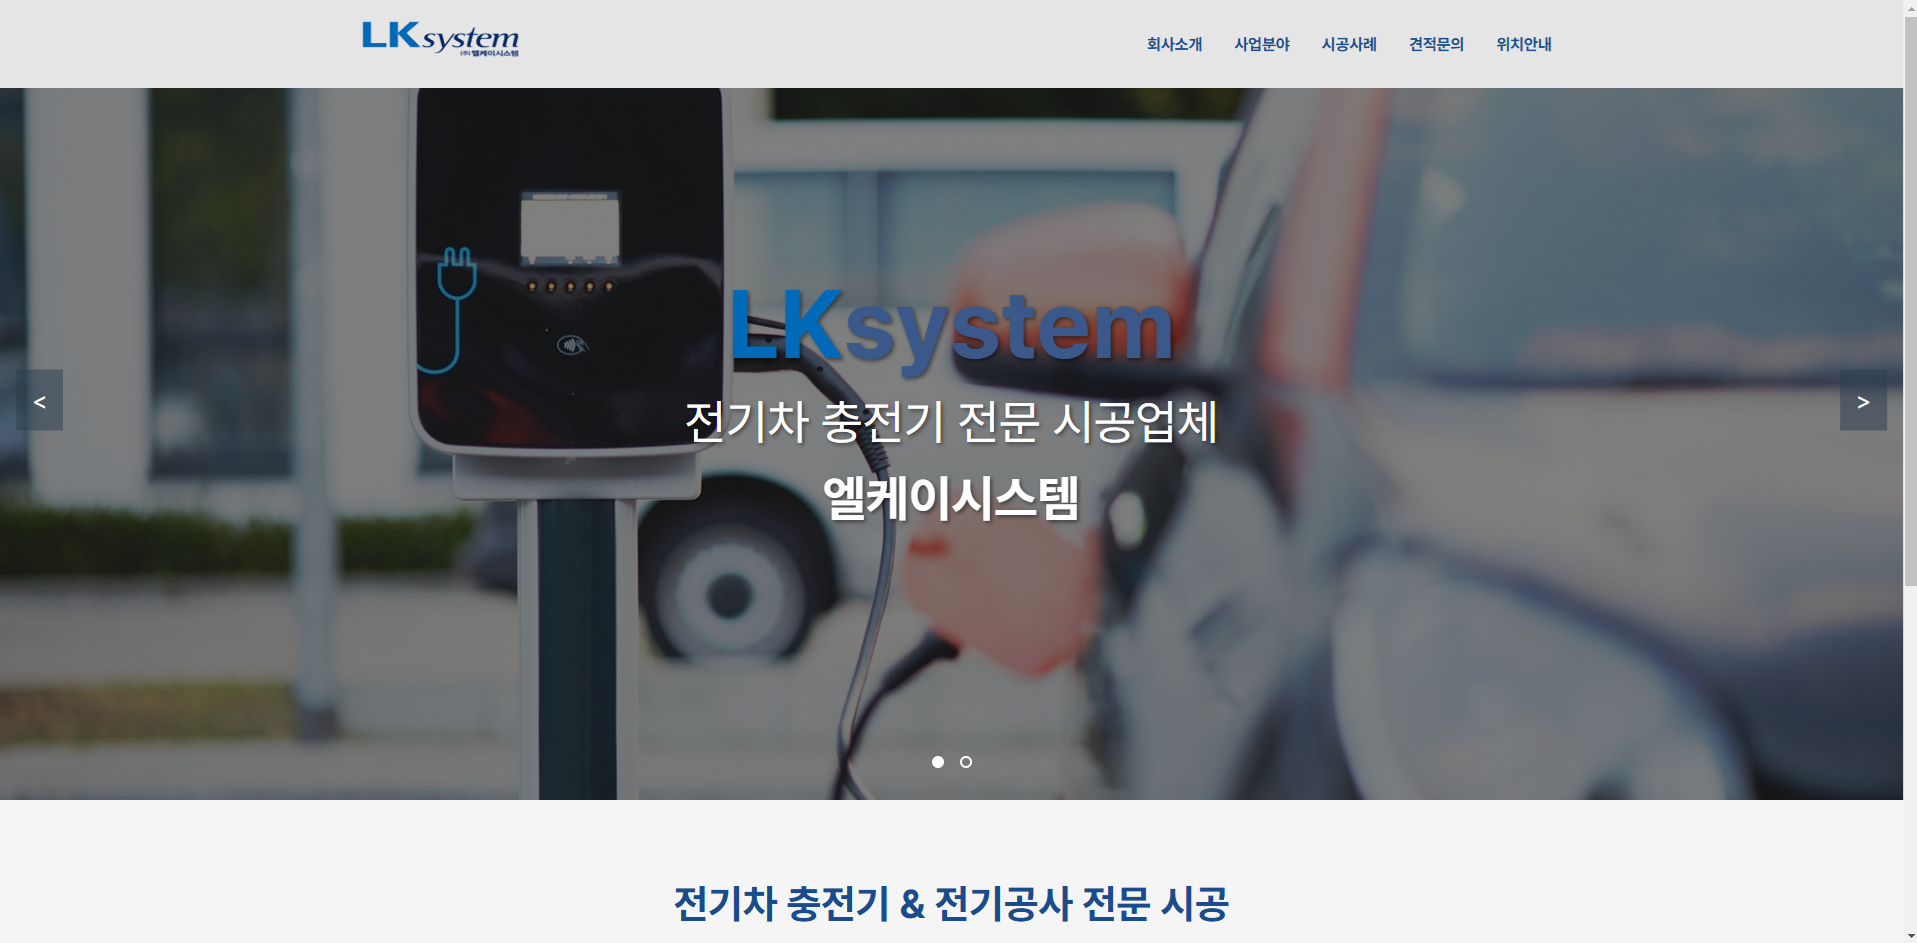 LKsystem
(주)엘케이시스템
회사소개 사업분야 시공사례 견적문의 위치안내
LKsystem
전기차 충전기 전문 시공업체
엘케이시스템
< >
전기차 충전기 & 전기공사 전문 시공